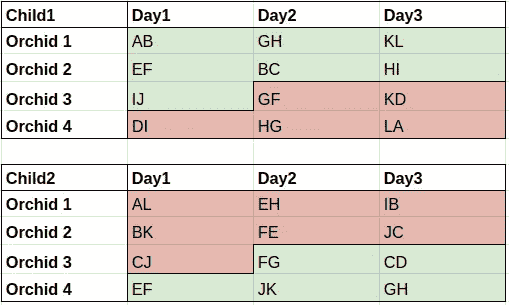 Child1 Day1 Day2 Day3
Orchid 1 AB GH KL
Orchid 2 EF BC HI
Orchid 3 IJ GF KD
Orchid 4 DI HG LA
Child2 Day1 Day2 Day3
Orchid 1 AL EH IB
Orchid 2 BK FE JC
Orchid 3 CJ FG CD
Orchid 4 EF JK GH